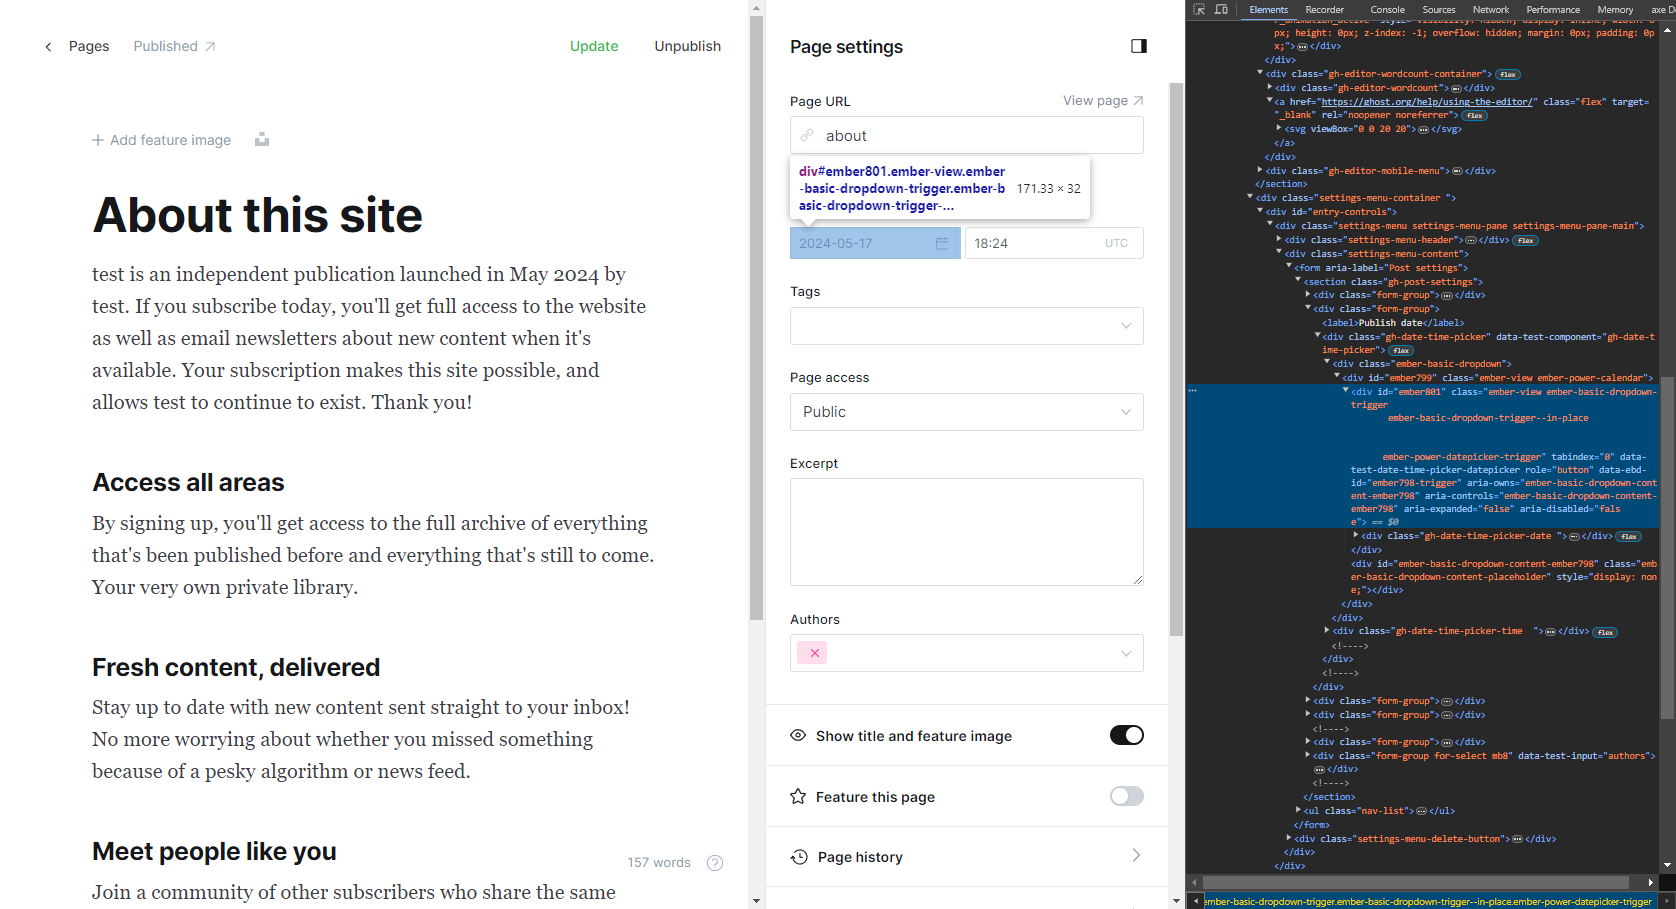 Pages
Published
Update
Unpublish
Add feature image
About this site
test is an independent publication launched in May 2024 by
test. If you subscribe today, you'll get full access to the website
as well as email newsletters about new content when it's
available. Your subscription makes this site possible, and
allows test to continue to exist. Thank you!
Access all areas
By signing up, you'll get access to the full archive of everything
that's been published before and everything that's still to come.
Your very own private library.
Fresh content, delivered
Stay up to date with new content sent straight to your inbox!
No more worrying about whether you missed something
because of a pesky algorithm or news feed.
Meet people like you
157 words
Join a community of other subscribers who share the same
Page settings
Page URL
View page
about
div#ember801.ember-view.ember
-basic-dropdown-trigger.ember-b
asic-dropdown-trigger-…
171.33 × 32
2024-05-17
18:24
UTC
Tags
Page access
Public
Excerpt
Authors
Show title and feature image
Feature this page
Page history
Elements
Recorder
Console
Sources
Network
Performance
Memory
px; height: 0px; z-index: -1; overflow: hidden; margin: 0px; padding: 0p
x;">…</div>
</div>
<div class="gh-editor-wordcount-container"> flex
<div class="gh-editor-wordcount">…</div>
<a href="https://ghost.org/help/using-the-editor/" class="flex" target=
"_blank" rel="noopener noreferrer"> flex
<svg viewBox="0 0 20 20">…</svg>
</a>
</div>
<div class="gh-editor-mobile-menu">…</div>
</section>
<div class="settings-menu-container ">
<div id="entry-controls">
<div class="settings-menu settings-menu-pane settings-menu-pane-main">
<div class="settings-menu-header">…</div> flex
<div class="settings-menu-content">
<form aria-label="Post settings">
<section class="gh-post-settings">
<div class="form-group">…</div>
<div class="form-group">
<label>Publish date</label>
<div class="gh-date-time-picker" data-test-component="gh-date-t
ime-picker"> flex
<div class="ember-basic-dropdown">
<div id="ember799" class="ember-view ember-power-calendar">
<div id="ember801" class="ember-view ember-basic-dropdown-
trigger
ember-basic-dropdown-trigger--in-place
ember-power-datepicker-trigger" tabindex="0" data-
test-date-time-picker-datepicker role="button" data-ebd-
id="ember798-trigger" aria-owns="ember-basic-dropdown-cont
ent-ember798" aria-controls="ember-basic-dropdown-content-
ember798" aria-expanded="false" aria-disabled="fals
e"> == $0
<div class="gh-date-time-picker-date ">…</div> flex
</div>
<div id="ember-basic-dropdown-content-ember798" class="emb
er-basic-dropdown-content-placeholder" style="display: non
e;"></div>
</div>
</div>
<div class="gh-date-time-picker-time  ">…</div> flex
<!---->
</div>
<!---->
</div>
<div class="form-group">…</div>
<div class="form-group">…</div>
<!---->
<div class="form-group">…</div>
<div class="form-group for-select mb8" data-test-input="authors">
…</div>
<!---->
</section>
<ul class="nav-list">…</ul>
</form>
<div class="settings-menu-delete-button">…</div>
</div>
</div>
ember-basic-dropdown-trigger.ember-basic-dropdown-trigger--in-place.ember-power-datepicker-trigger